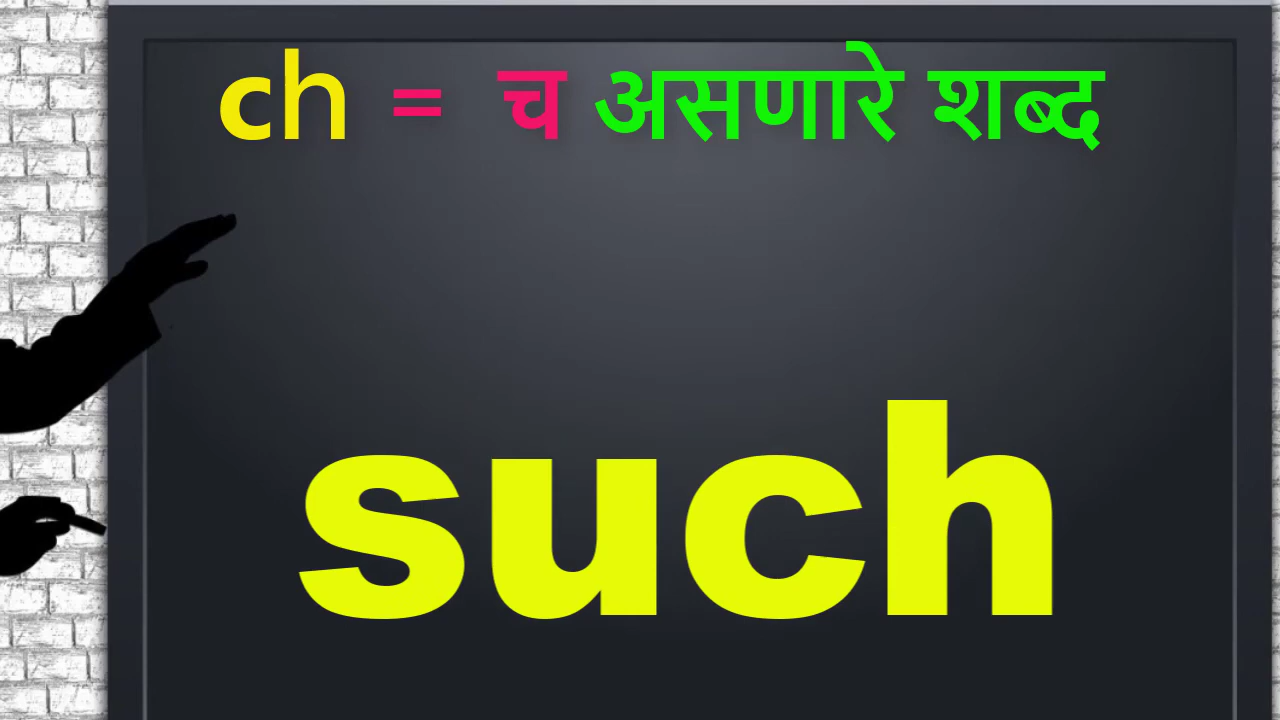 ch = च असणारे शब्द
such